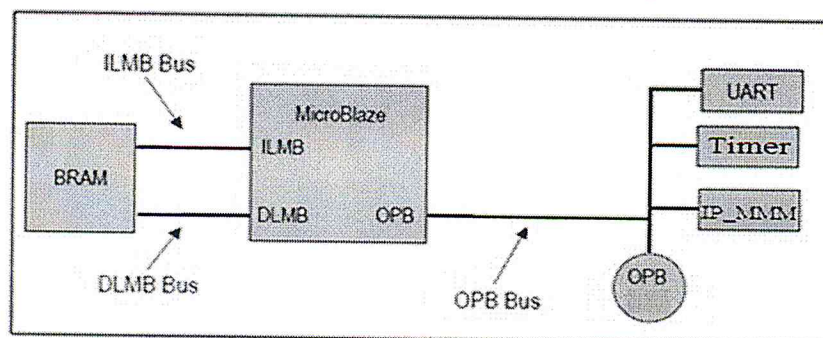 ILMB Bus
MicroBlaze
UART
ILMB
Timer
BRAM
DLMB
OPB
IP_MMM
DLMB Bus
OPB Bus
OPB